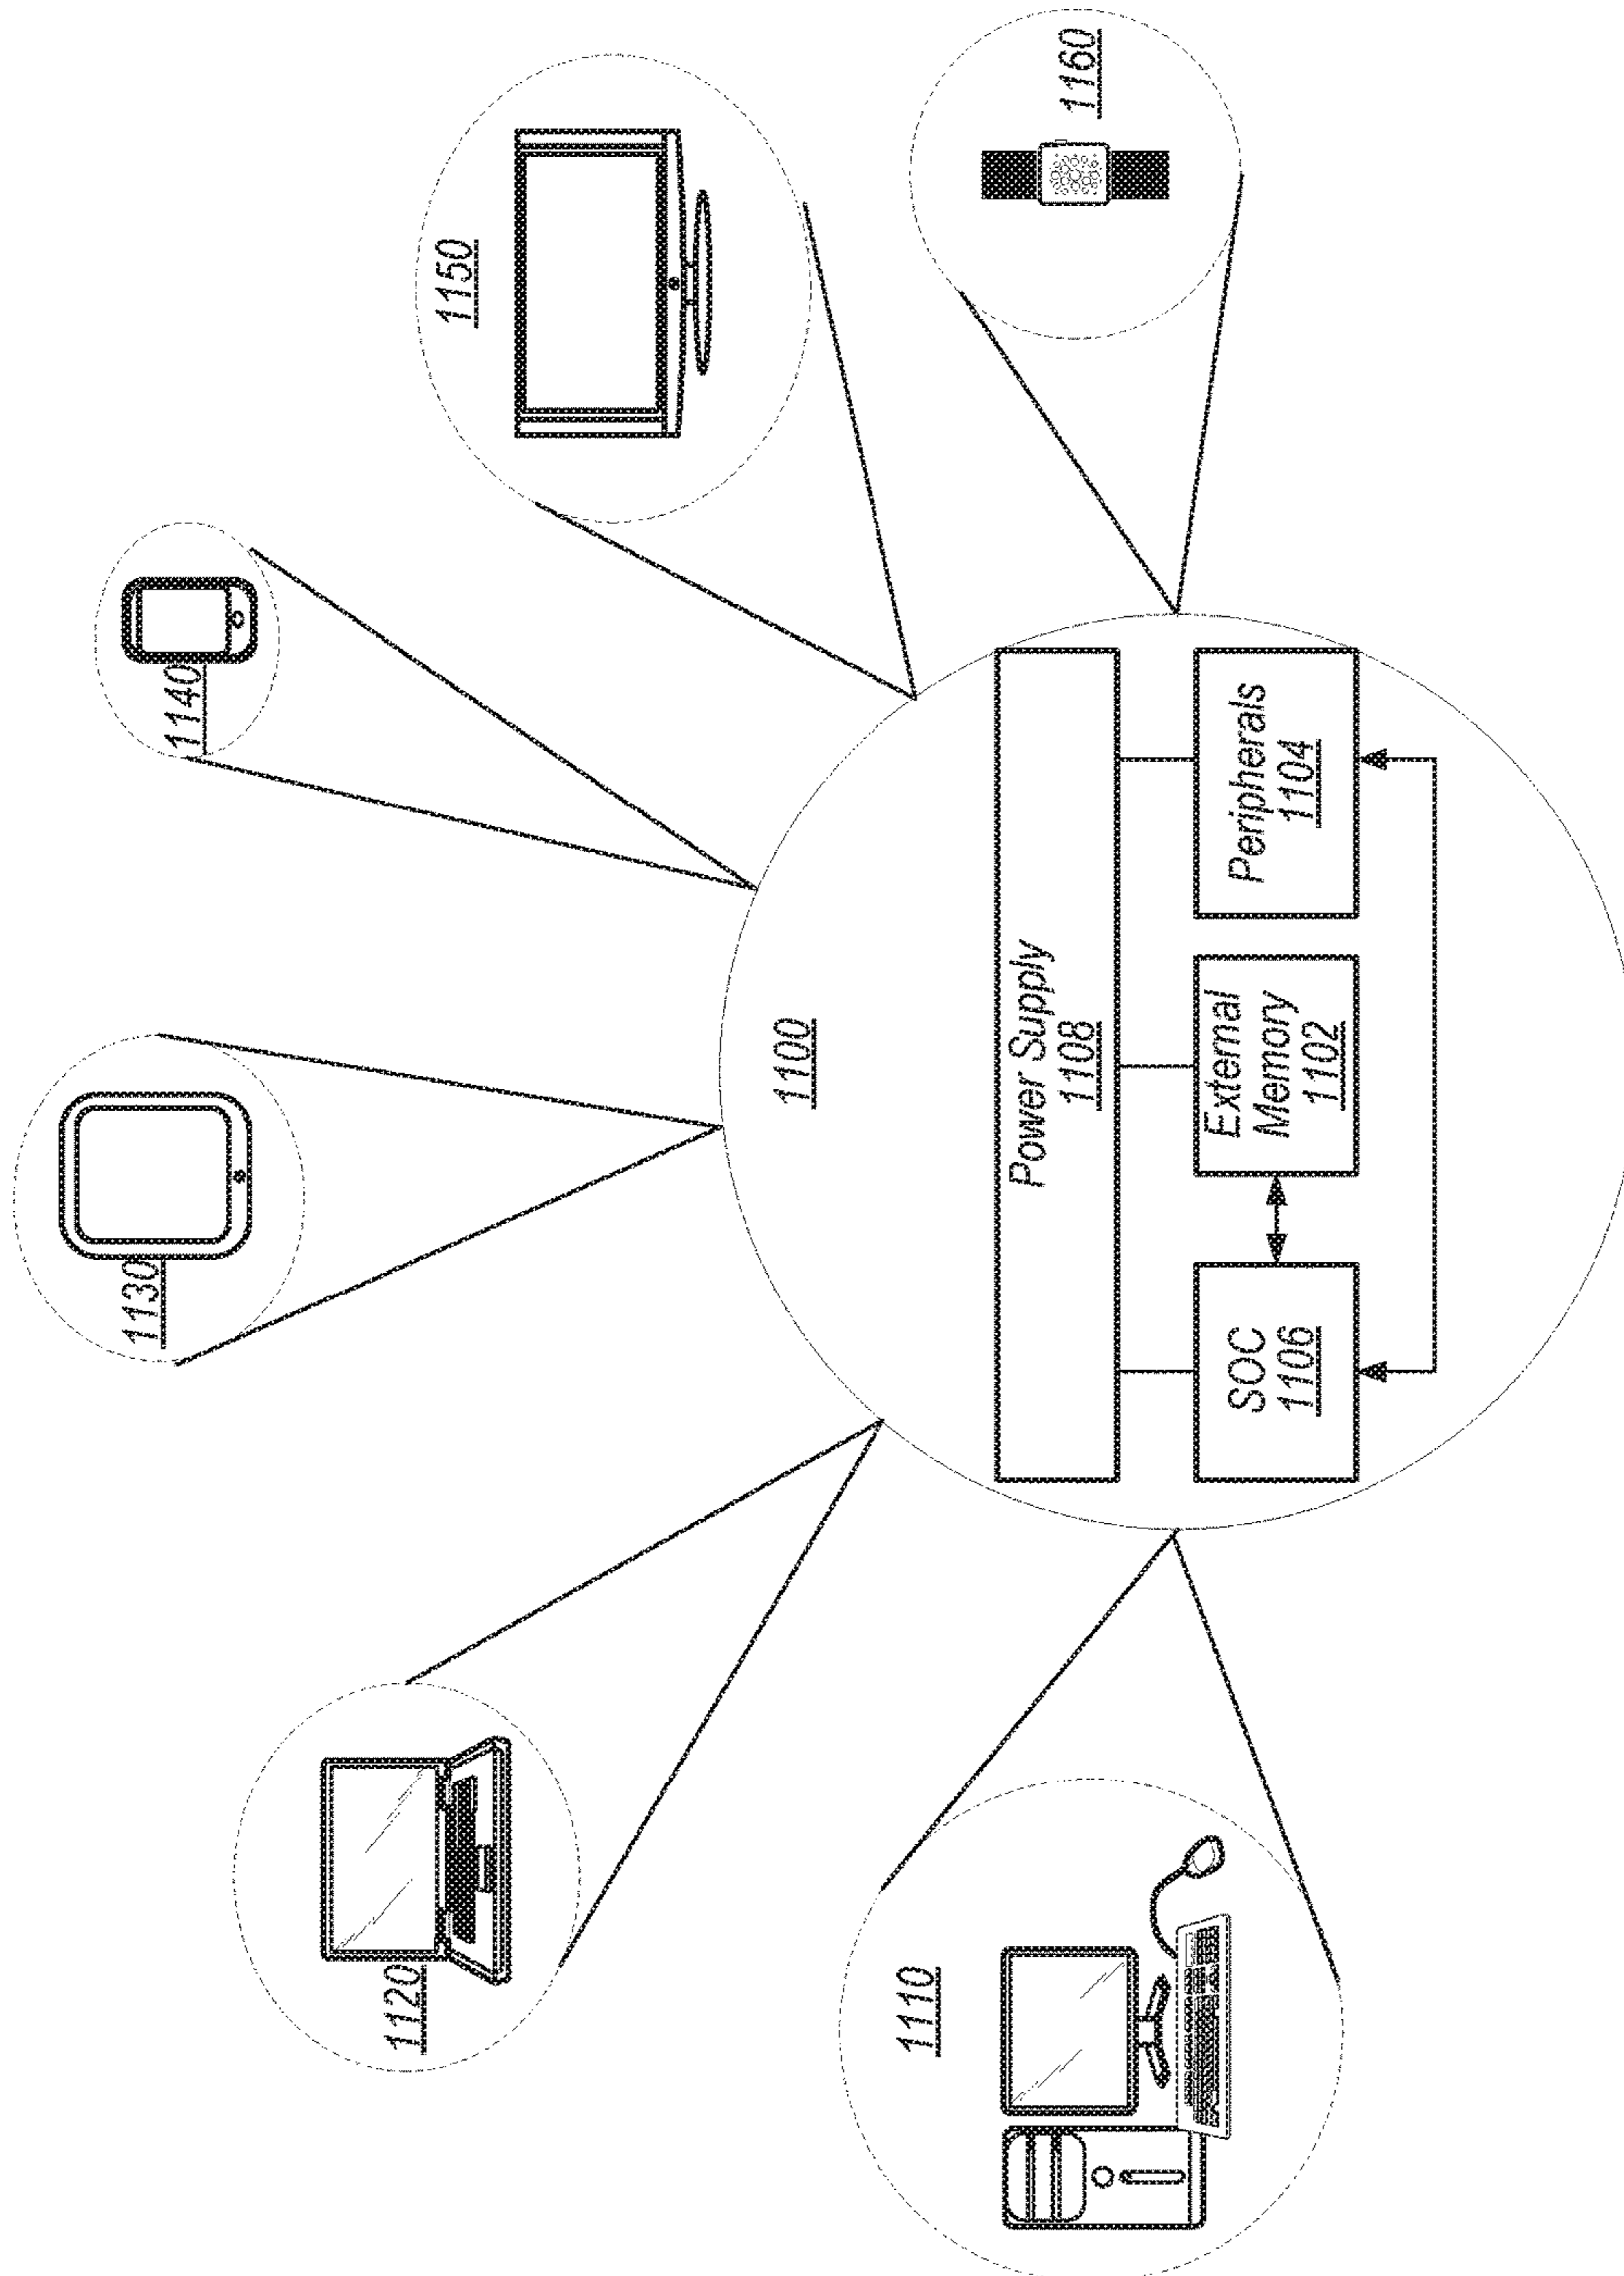 1130
1140
1120
1150
1110
1160
1100
Power Supply
1108
SOC
1106
External
Memory
1102
Peripherals
1104